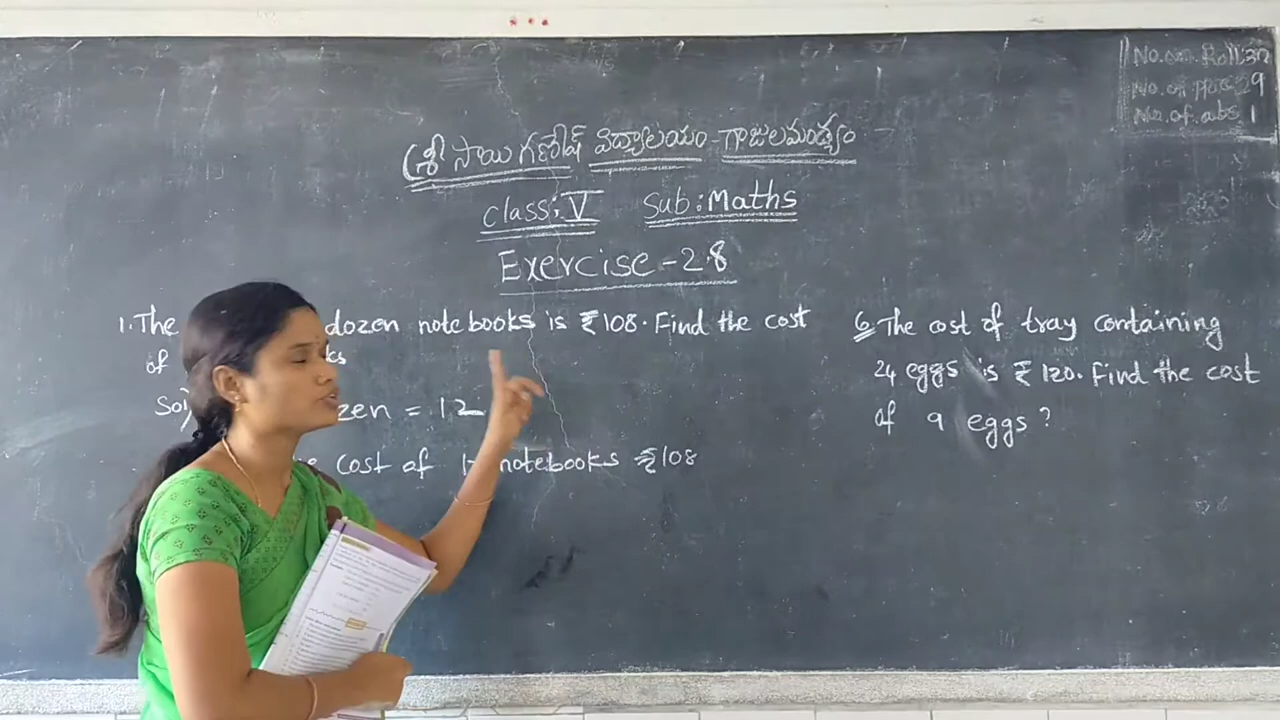 No. on Roll 30
No. of pres 29
No. of abs 1
శ్రీ సాయి గణేష్ విద్యాలయం - గాజులమండ్యం
class: V Sub: Maths
Exercise - 2.8
1. The dozen notebooks is ₹108. Find the cost
of
Sol) = 12
cost of notebooks ₹108
6. The cost of tray containing
24 eggs is ₹ 120. Find the cost
of 9 eggs?